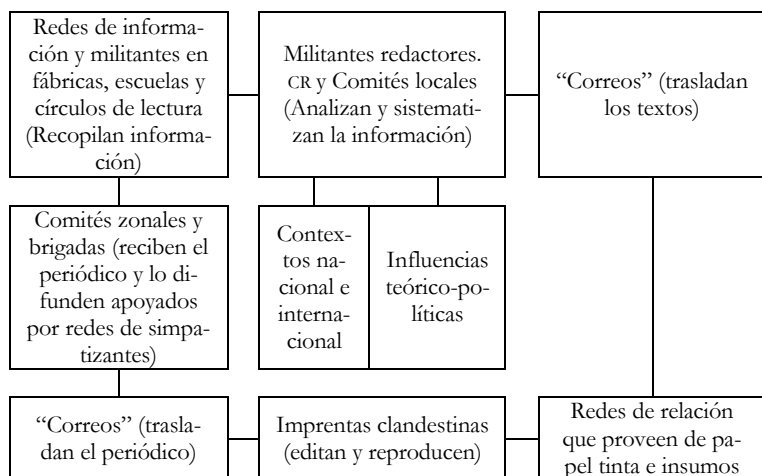 Redes de informa-
ción y militantes en
fábricas, escuelas y
círculos de lectura
(Recopilan informa-
ción)
Militantes redactores.
CR y Comités locales
(Analizan y sistemati-
zan la información)
“Correos” (trasladan
los textos)
Comités zonales y
brigadas (reciben el
periódico y lo di-
funden apoyados
por redes de simpa-
tizantes)
Contex-
tos na-
cional e
interna-
cional
Influencias
teórico-po-
líticas
“Correos” (trasla-
dan el periódico)
Imprentas clandestinas
(editan y reproducen)
Redes de relación
que proveen de pa-
pel tinta e insumos